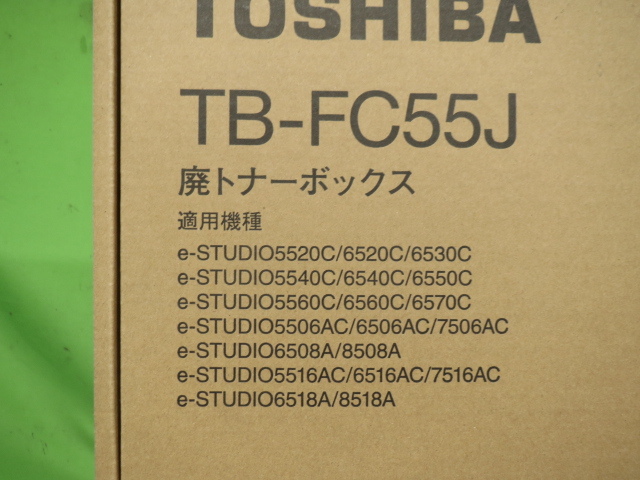 TOSHIBA
TB-FC55J
廃トナーボックス
適用機種
e-STUDIO5520C/6520C/6530C
e-STUDIO5540C/6540C/6550C
e-STUDIO5560C/6560C/6570C
e-STUDIO5506AC/6506AC/7506AC
e-STUDIO6508A/8508A
e-STUDIO5516AC/6516AC/7516AC
e-STUDIO6518A/8518A